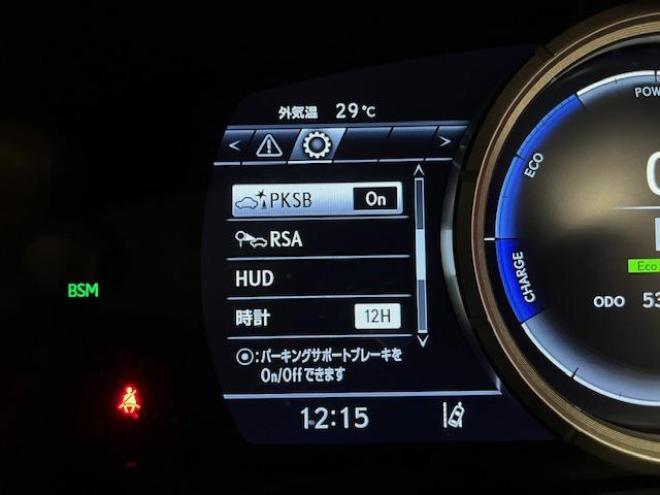 外気温 29℃
< >
PKSB On
RSA
HUD
時計 12H
◉:パーキングサポートブレーキを
On/Offできます
12:15
BSM
POW
ECO
CHARGE
Eco
ODO 53